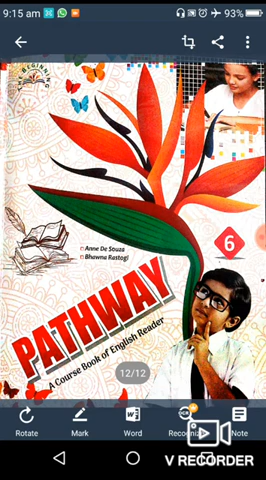 9:15 am
93%
BEGINNING
6
Anne De Souza
Bhawna Rastogi
PATHWAY
A Course Book of English Reader
12/12
Rotate
Mark
Word
Note
V RECORDER